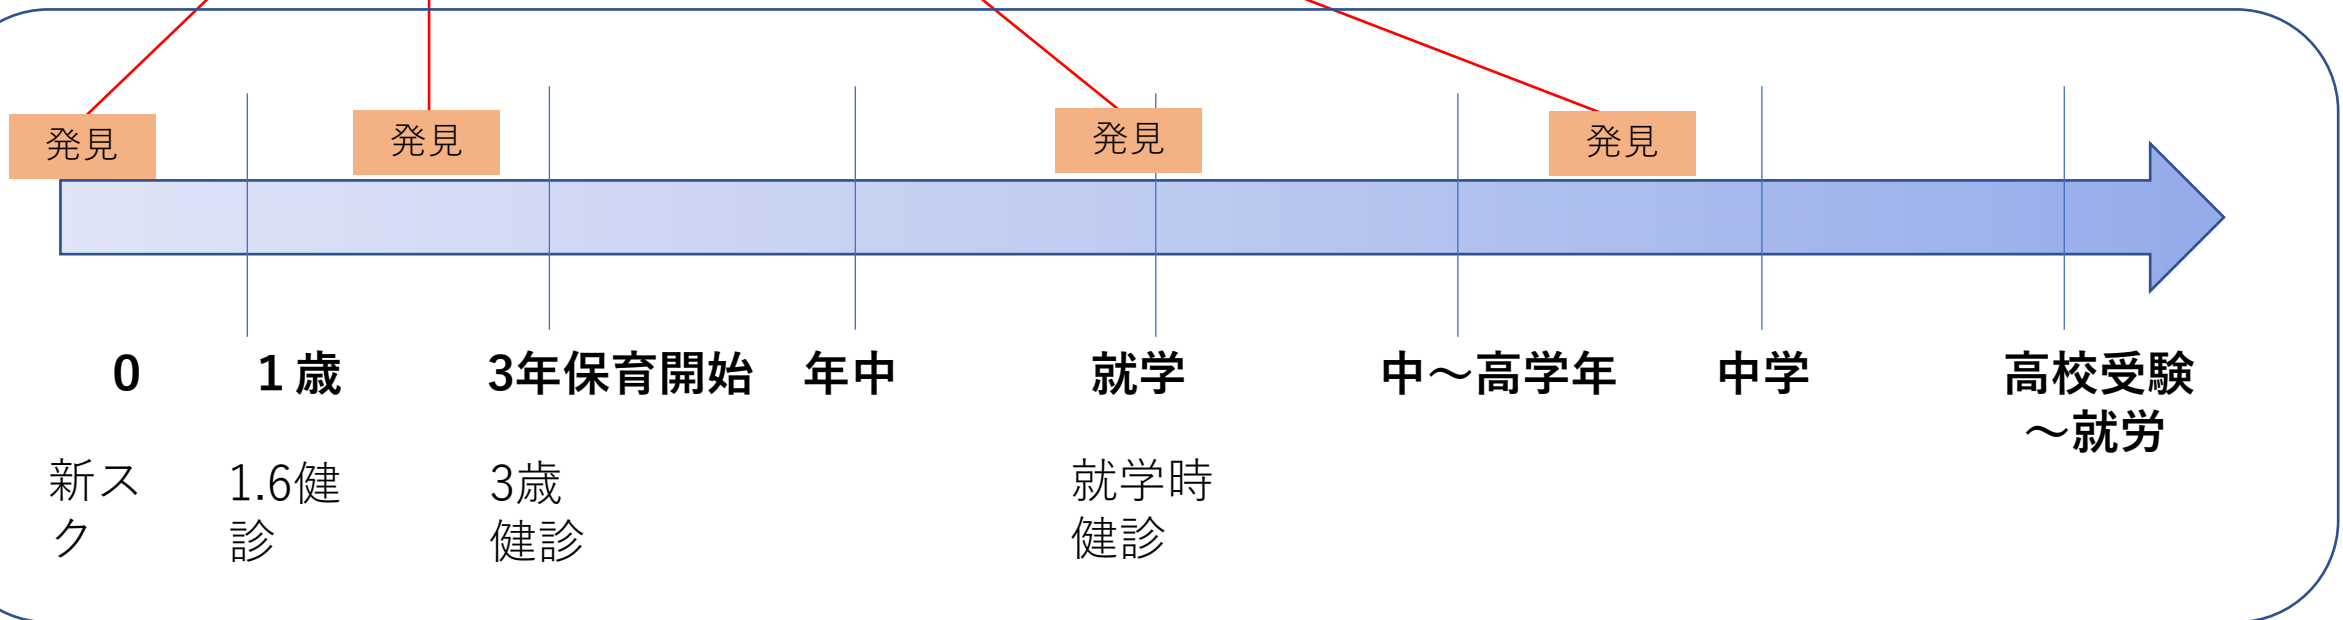 発見
発見
発見
発見
0
1歳
3年保育開始
年中
就学
中〜高学年
中学
高校受験
〜就労
新ス
ク
1.6健
診
3歳
健診
就学時
健診